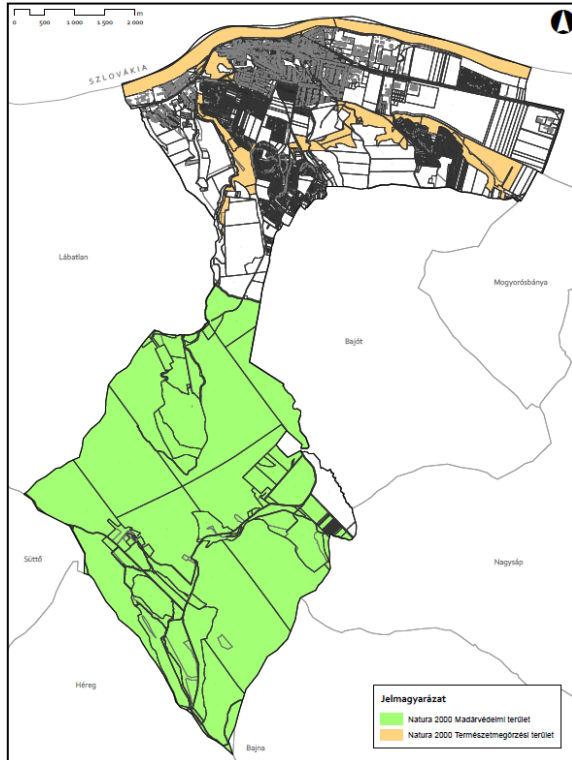 m
0 500 1 000 1 500 2 000
SZLOVÁKIA
Lábatlan
Mogyorósbánya
Bajót
Süttő
Nagysáp
Héreg
Bajna
Jelmagyarázat
Natura 2000 Madárvédelmi terület
Natura 2000 Természetmegőrzési terület